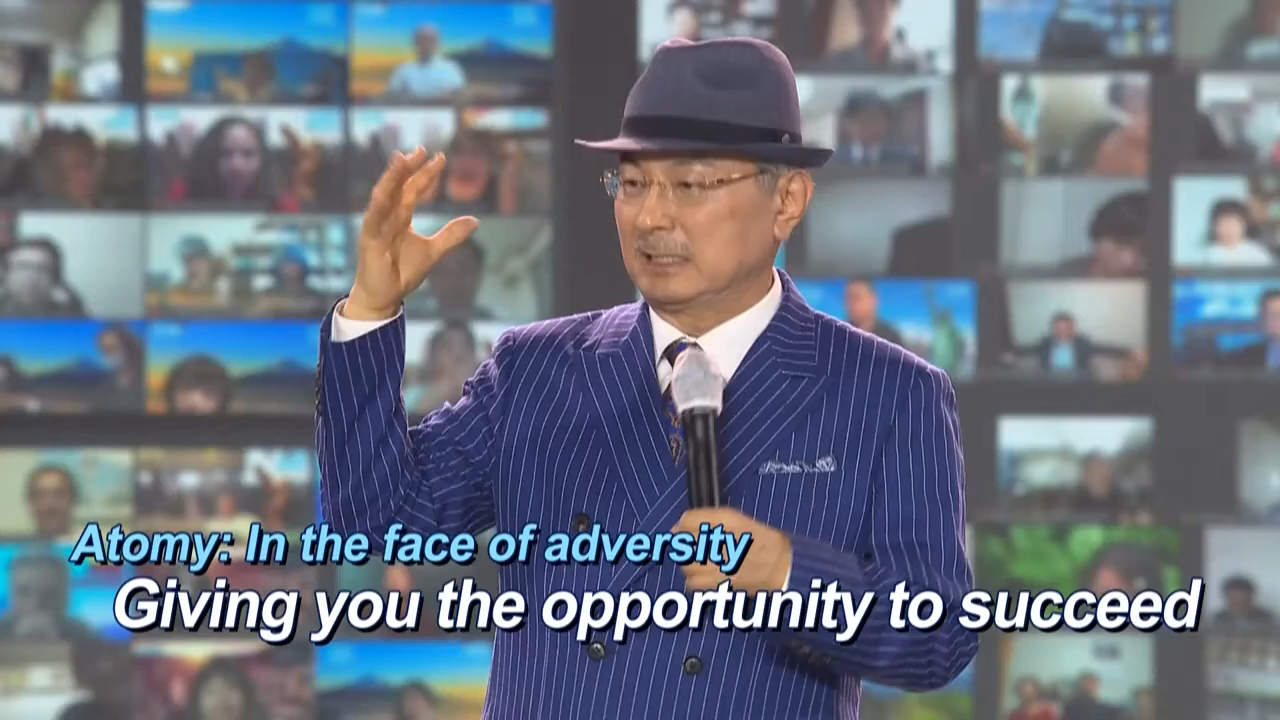 Atomy: In the face of adversity
Giving you the opportunity to succeed